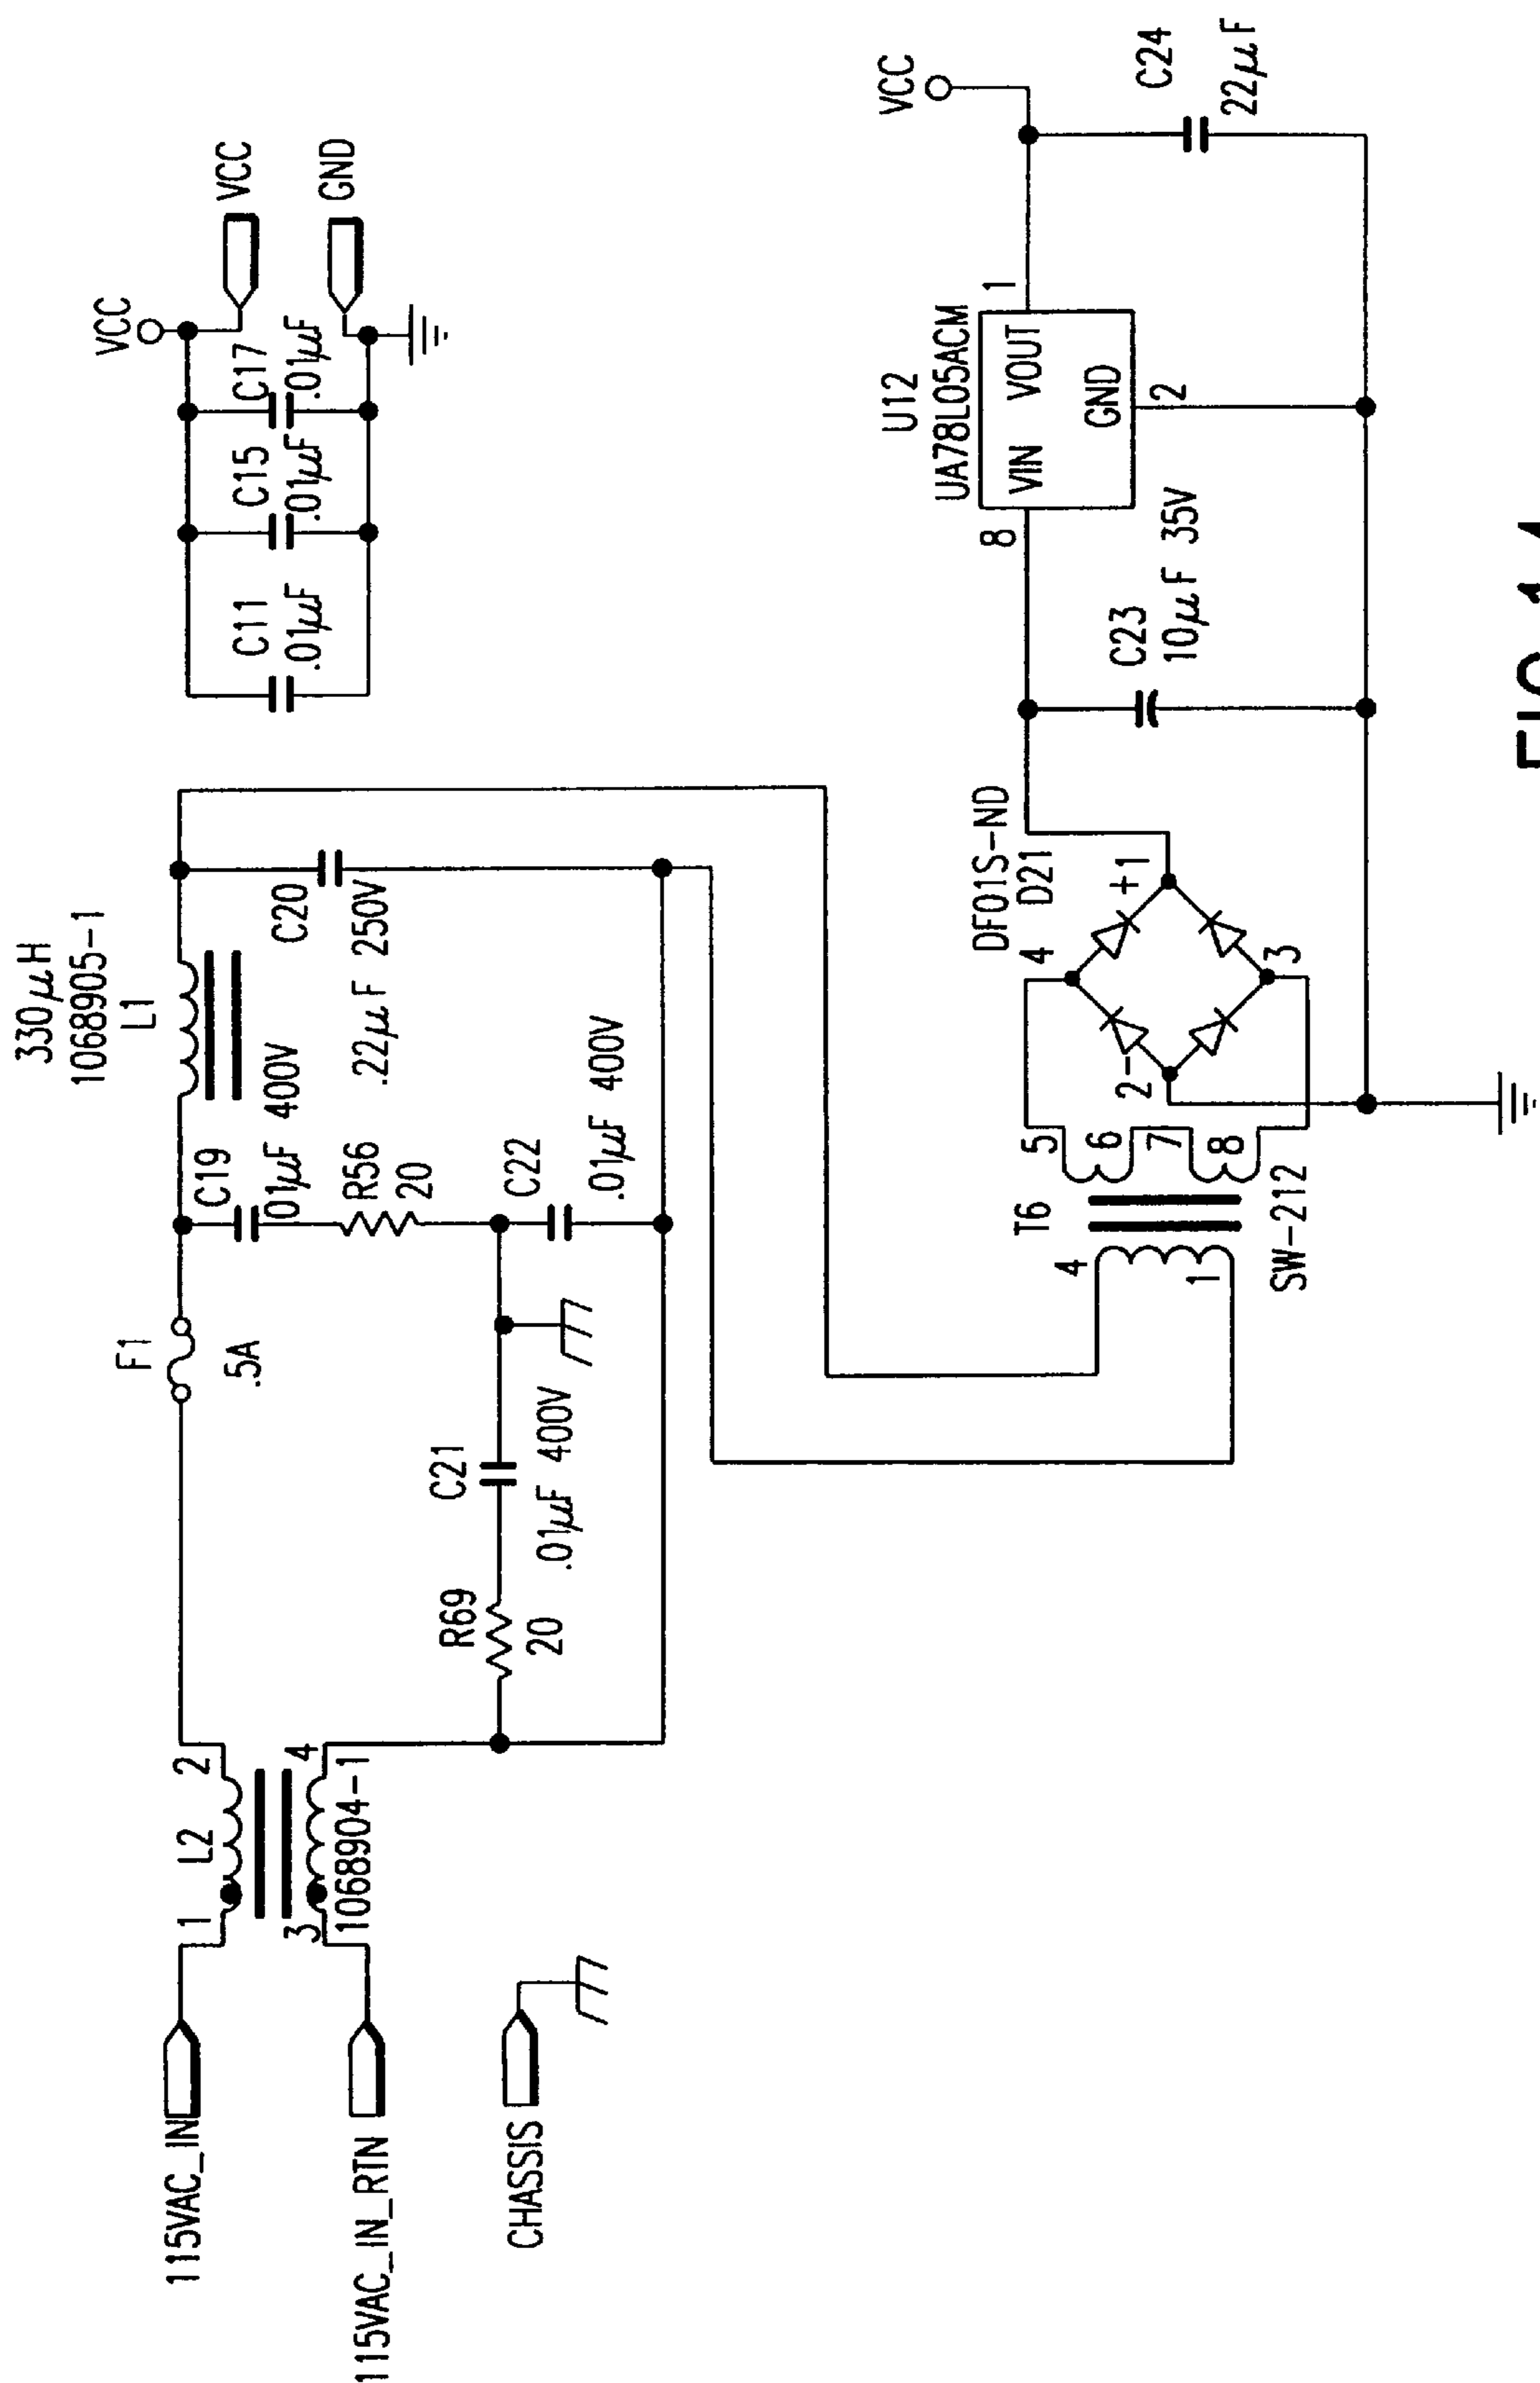 330μH
1068905-1
L1
F1
.5A
C19
.01μF 400V
R56
20
C20
.22μF 250V
C22
.01μF 400V
C21
.01μF 400V
R69
20
L2
1
2
3
4
1068904-1
115VAC_IN
115VAC_IN_RTN
CHASSIS
VCC
VCC
GND
C11
.01μF
C15
.01μF
C17
.01μF
T6
4
1
5
6
7
8
SW-212
DF01S-ND
D21
4
+1
2-
3
C23
10μF 35V
U12
UA78L05ACM
VIN
VOUT
GND
8
1
2
VCC
C24
22μF